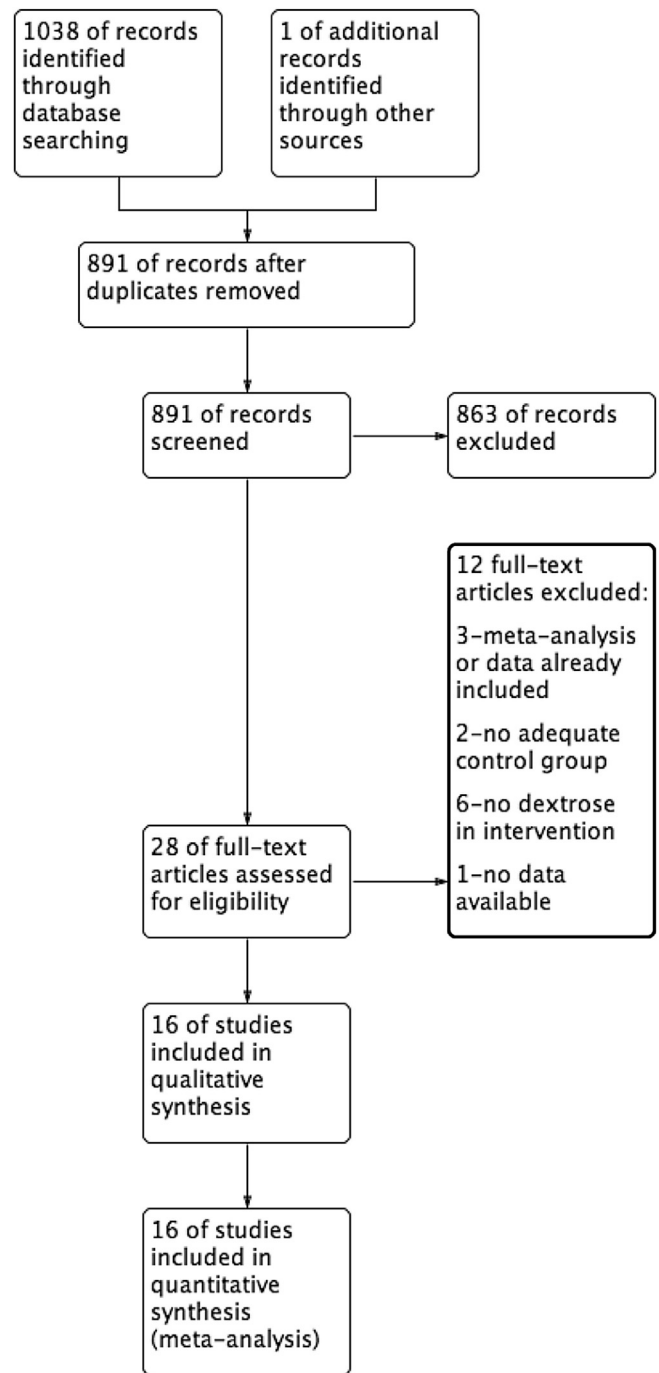 1038 of records
identified
through
database
searching
1 of additional
records
identified
through other
sources
891 of records after
duplicates removed
891 of records
screened
863 of records
excluded
12 full-text
articles excluded:
3-meta-analysis
or data already
included
2-no adequate
control group
6-no dextrose
in intervention
1-no data
available
28 of full-text
articles assessed
for eligibility
16 of studies
included in
qualitative
synthesis
16 of studies
included in
quantitative
synthesis
(meta-analysis)